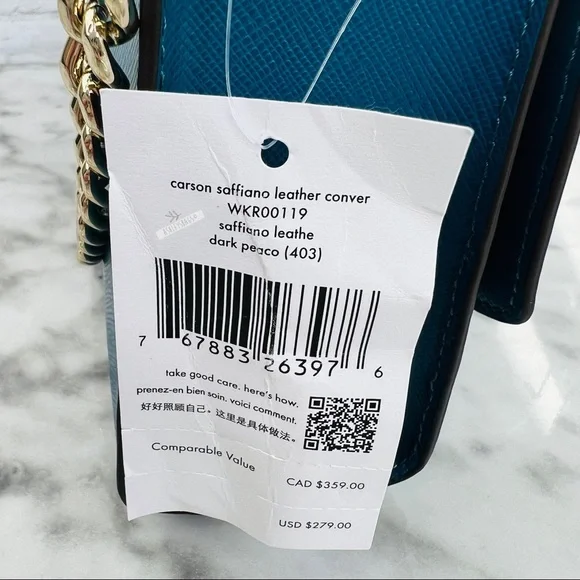 carson saffiano leather conver
WKR00119
saffiano leathe
dark peaco (403)
7 67883 26397 6
take good care. here's how.
prenez-en bien soin. voici comment.
好好照顾自己。这里是具体做法。
Comparable Value
CAD $359.00
USD $279.00